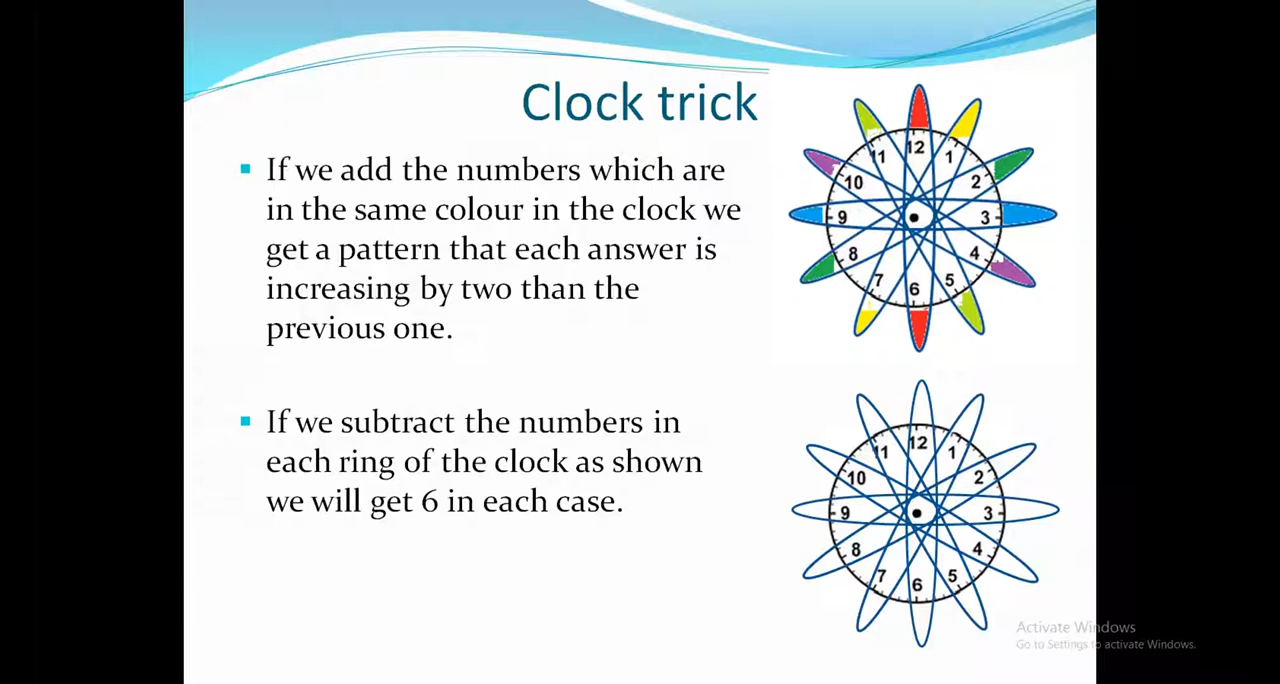 Clock trick
If we add the numbers which are
in the same colour in the clock we
get a pattern that each answer is
increasing by two than the
previous one.
If we subtract the numbers in
each ring of the clock as shown
we will get 6 in each case.
12
11 1
10 2
9 3
8 4
7 5
6
12
11 1
10 2
9 3
8 4
7 5
6
Activate Windows
Go to Settings to activate Windows.